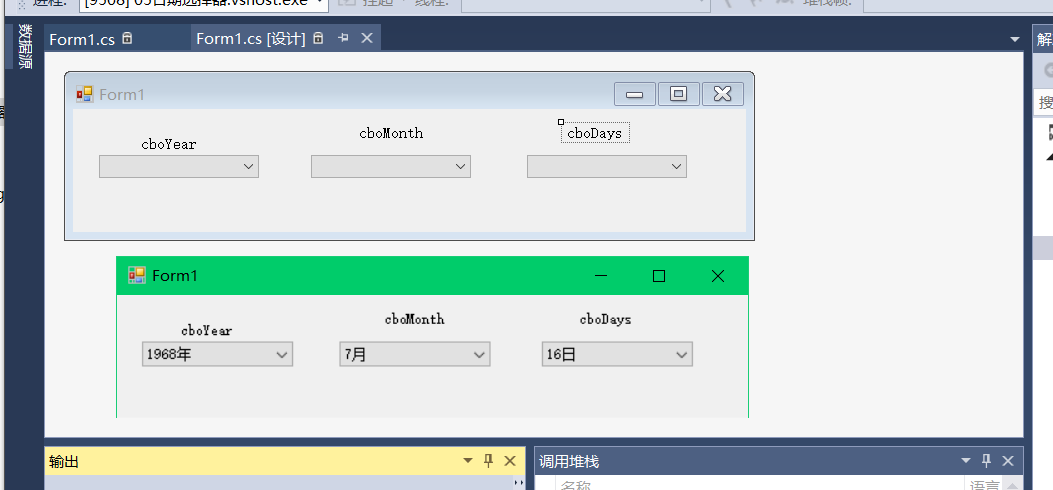 进程: [9508] 05日期选择器.vshost.exe 挂起 线程: 堆栈帧:
数据源
Form1.cs Form1.cs [设计]
解
搜
Form1
cboYear cboMonth cboDays
Form1
cboYear cboMonth cboDays
1968年 7月 16日
输出 调用堆栈
名称 语言